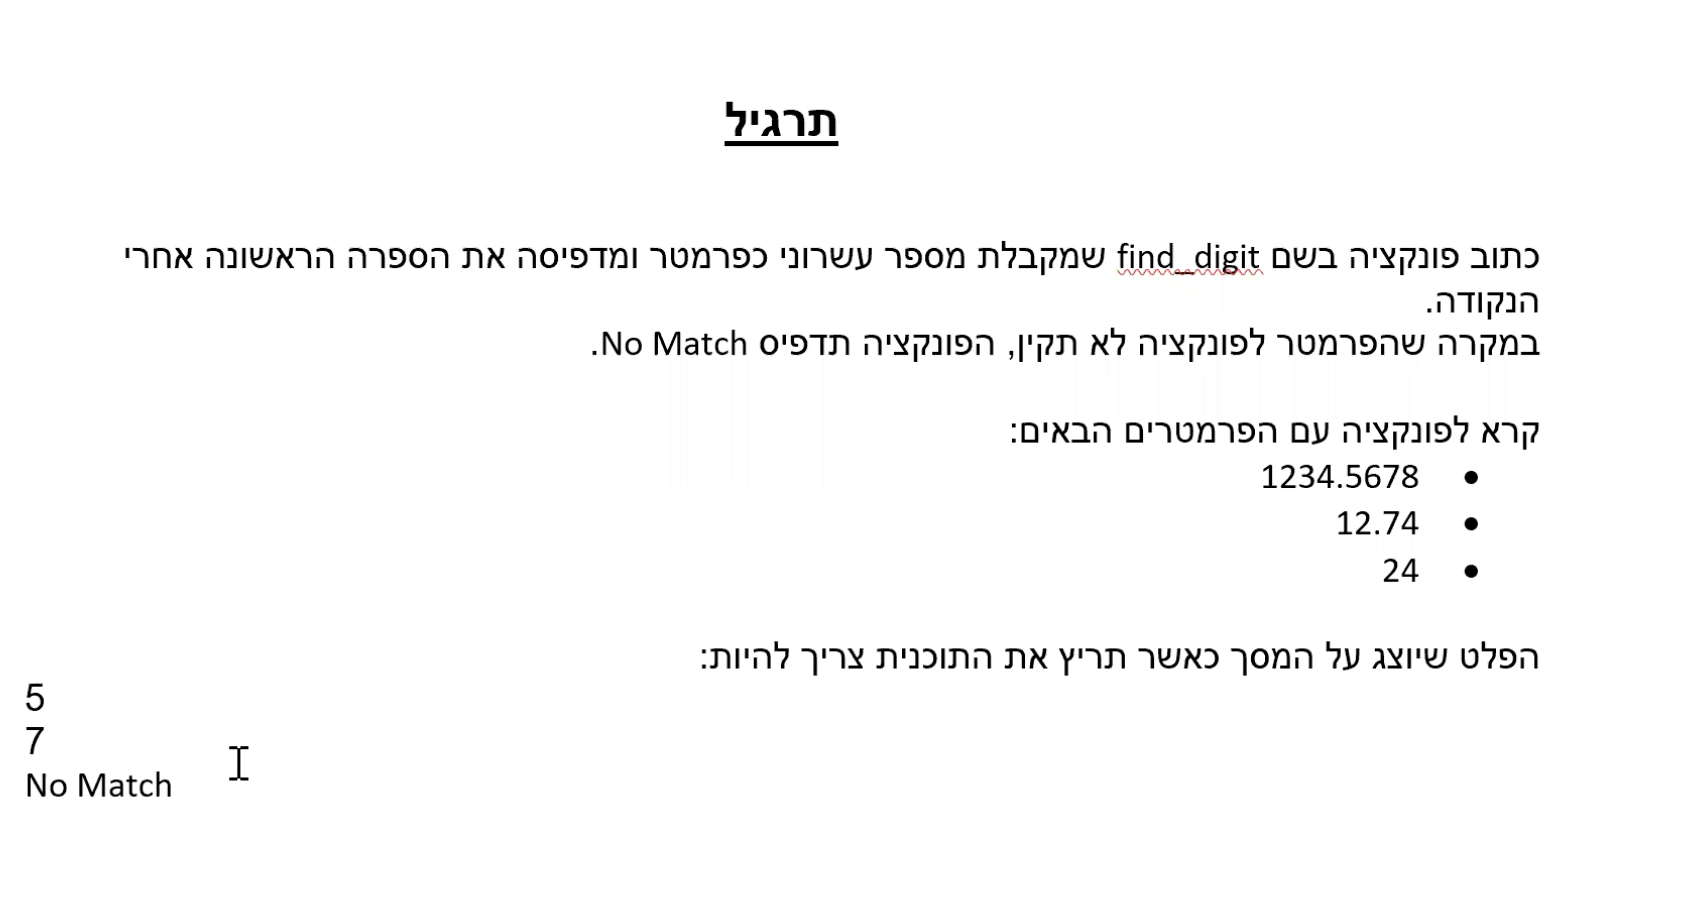 תרגיל
כתוב פונקציה בשם find_digit שמקבלת מספר עשרוני כפרמטר ומדפיסה את הספרה הראשונה אחרי
הנקודה.
במקרה שהפרמטר לפונקציה לא תקין, הפונקציה תדפיס No Match.
קרא לפונקציה עם הפרמטרים הבאים:
• 1234.5678
• 12.74
• 24
הפלט שיוצג על המסך כאשר תריץ את התוכנית צריך להיות:
5
7
No Match